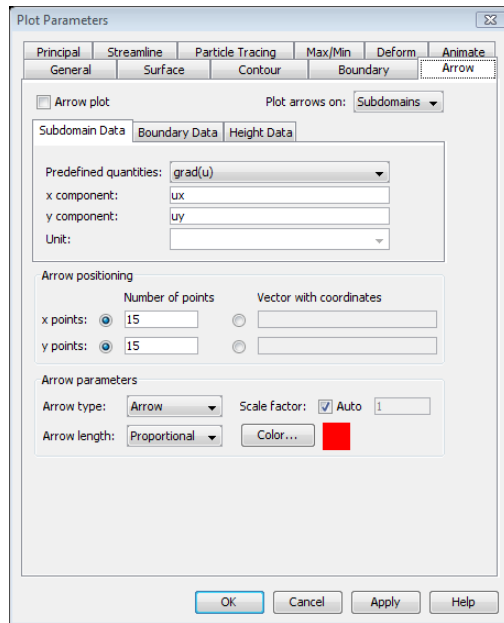 Plot Parameters
Principal Streamline Particle Tracing Max/Min Deform Animate
General Surface Contour Boundary Arrow
Arrow plot Plot arrows on: Subdomains
Subdomain Data Boundary Data Height Data
Predefined quantities: grad(u)
x component: ux
y component: uy
Unit:
Arrow positioning
Number of points Vector with coordinates
x points: 15
y points: 15
Arrow parameters
Arrow type: Arrow Scale factor: Auto 1
Arrow length: Proportional Color...
OK Cancel Apply Help